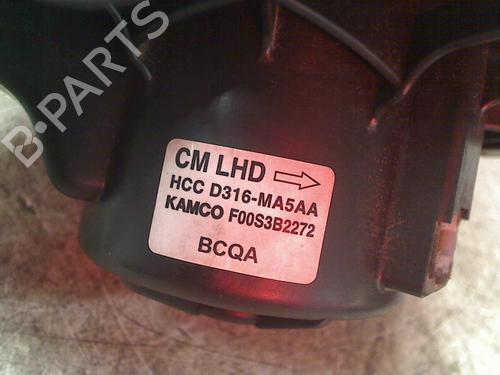 B-PARTS
CM LHD
HCC D316-MA5AA
KAMCO F00S3B2272
BCQA